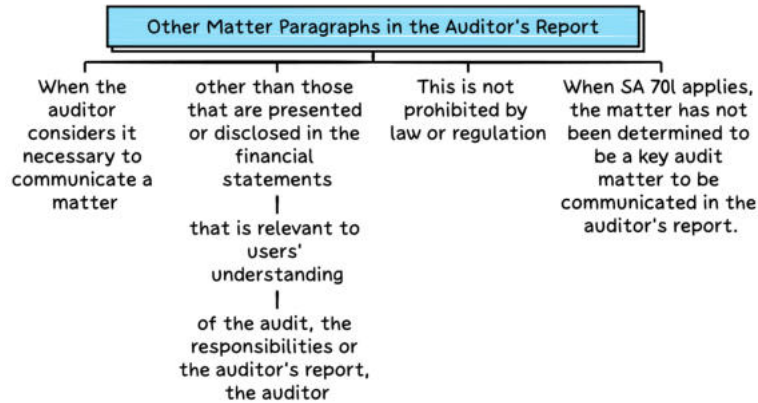 Other Matter Paragraphs in the Auditor's Report
When the
auditor
considers it
necessary to
communicate a
matter
other than those
that are presented
or disclosed in the
financial
statements
that is relevant to
users'
understanding
of the audit, the
responsibilities or
the auditor's report,
the auditor
This is not
prohibited by
law or regulation
When SA 70l applies,
the matter has not
been determined to
be a key audit
matter to be
communicated in the
auditor's report.